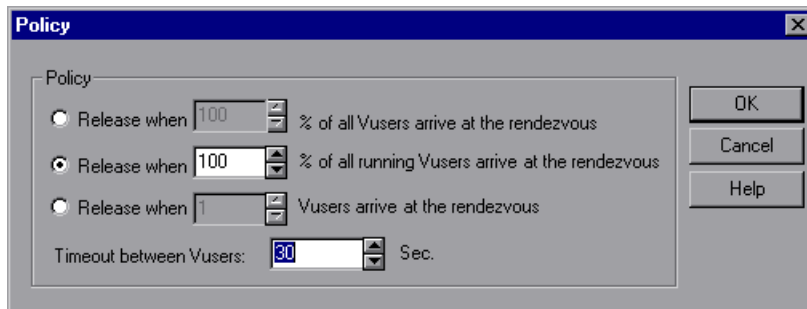 Policy
Policy
Release when 100 % of all Vusers arrive at the rendezvous
Release when 100 % of all running Vusers arrive at the rendezvous
Release when 1 Vusers arrive at the rendezvous
Timeout between Vusers: 30 Sec.
OK
Cancel
Help